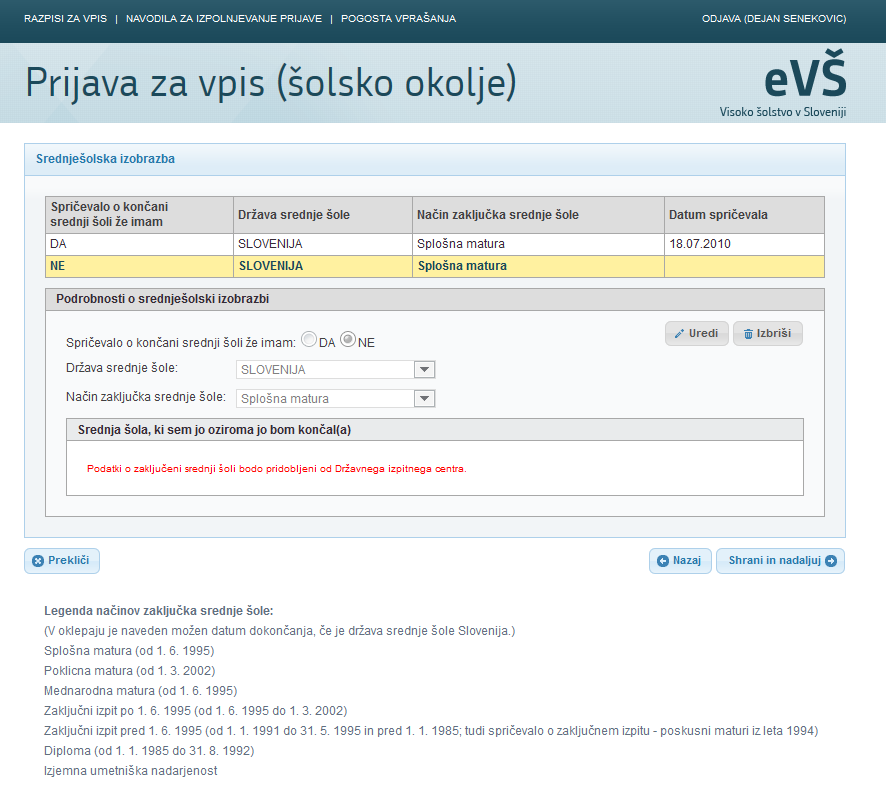 RAZPISI ZA VPIS | NAVODILA ZA IZPOLNJEVANJE PRIJAVE | POGOSTA VPRAŠANJA
ODJAVA (DEJAN SENEKOVIC)
Prijava za vpis (šolsko okolje)
eVŠ
Visoko šolstvo v Sloveniji
Srednješolska izobrazba
Spričevalo o končani
srednji šoli že imam
Država srednje šole
Način zaključka srednje šole
Datum spričevala
DA SLOVENIJA Splošna matura 18.07.2010
NE SLOVENIJA Splošna matura
Podrobnosti o srednješolski izobrazbi
Spričevalo o končani srednji šoli že imam: DA NE
Uredi
Izbriši
Država srednje šole: SLOVENIJA
Način zaključka srednje šole: Splošna matura
Srednja šola, ki sem jo oziroma jo bom končal(a)
Podatki o zaključeni srednji šoli bodo pridobljeni od Državnega izpitnega centra.
Prekliči
Nazaj
Shrani in nadaljuj
Legenda načinov zaključka srednje šole:
(V oklepaju je naveden možen datum dokončanja, če je država srednje šole Slovenija.)
Splošna matura (od 1. 6. 1995)
Poklicna matura (od 1. 3. 2002)
Mednarodna matura (od 1. 6. 1995)
Zaključni izpit po 1. 6. 1995 (od 1. 6. 1995 do 1. 3. 2002)
Zaključni izpit pred 1. 6. 1995 (od 1. 1. 1991 do 31. 5. 1995 in pred 1. 1. 1985; tudi spričevalo o zaključnem izpitu - poskusni maturi iz leta 1994)
Diploma (od 1. 1. 1985 do 31. 8. 1992)
Izjemna umetniška nadarjenost